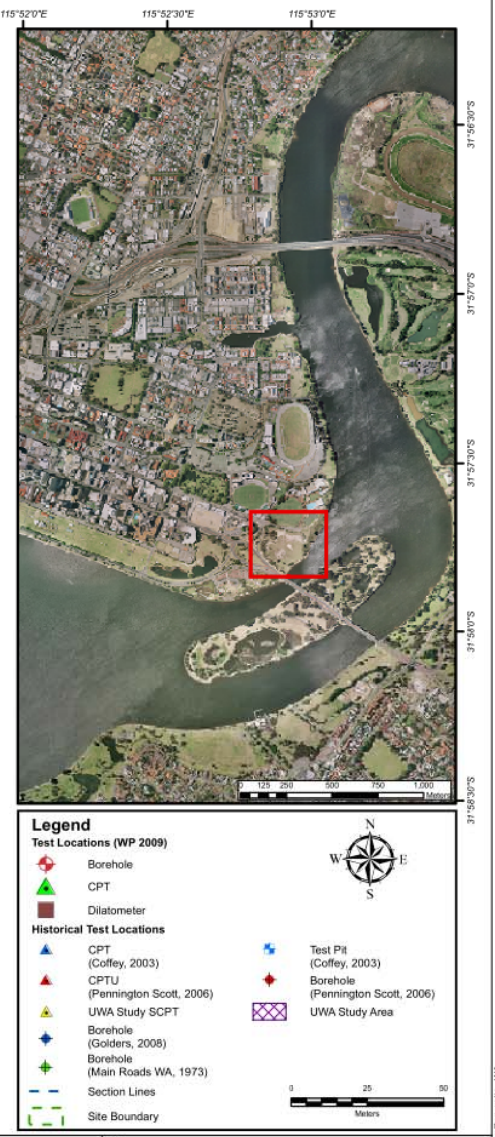 115°52'0"E
115°52'30"E
115°53'0"E
31°56'30"S
31°57'0"S
31°57'30"S
31°58'0"S
31°58'30"S
0 125 250 500 750 1,000
Meters
Legend
Test Locations (WP 2009)
Borehole
CPT
Dilatometer
Historical Test Locations
CPT
(Coffey, 2003)
CPTU
(Pennington Scott, 2006)
UWA Study SCPT
Borehole
(Golders, 2008)
Borehole
(Main Roads WA, 1973)
Section Lines
Site Boundary
N
W E
S
Test Pit
(Coffey, 2003)
Borehole
(Pennington Scott, 2006)
UWA Study Area
0 25 50
Meters